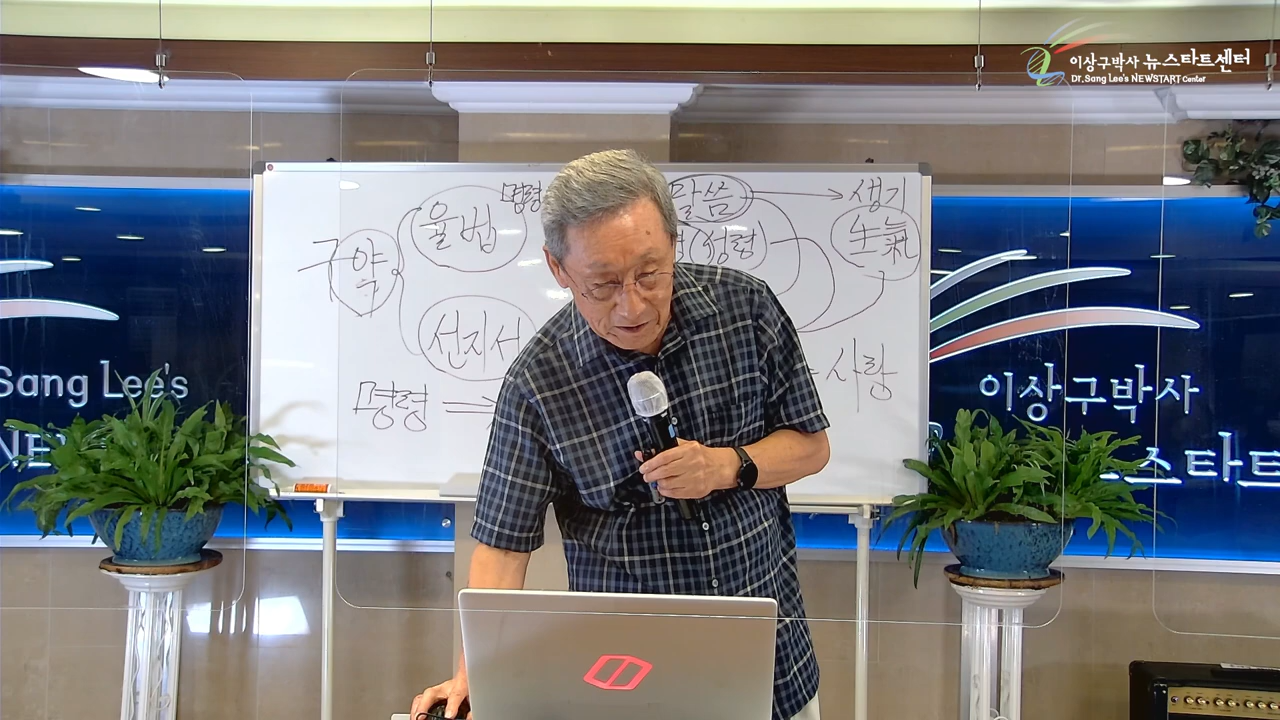 이상구박사 뉴스타트센터
Dr. Sang Lee's NEWSTART Center
구약
율법
명령
말씀
생기
성령
生氣
선지서
명령
사랑
Sang Lee's
이상구박사
스타트